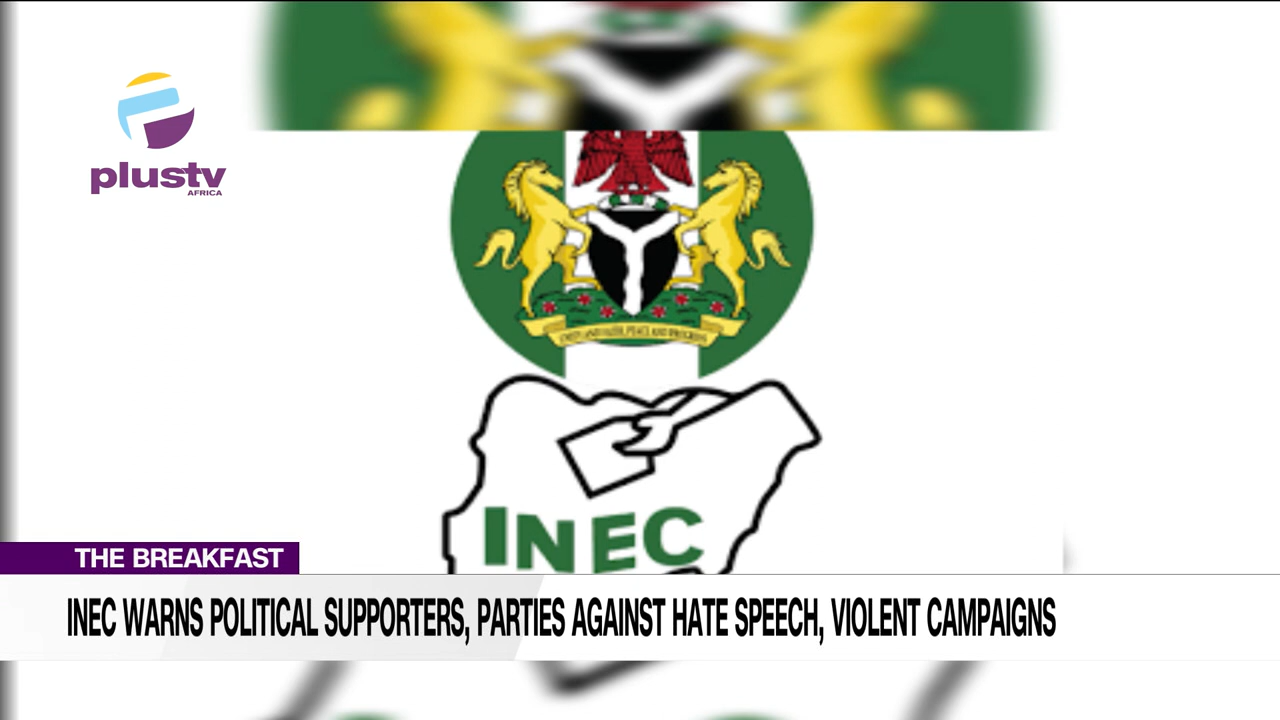 plustv
AFRICA
INEC
THE BREAKFAST
INEC WARNS POLITICAL SUPPORTERS, PARTIES AGAINST HATE SPEECH, VIOLENT CAMPAIGNS